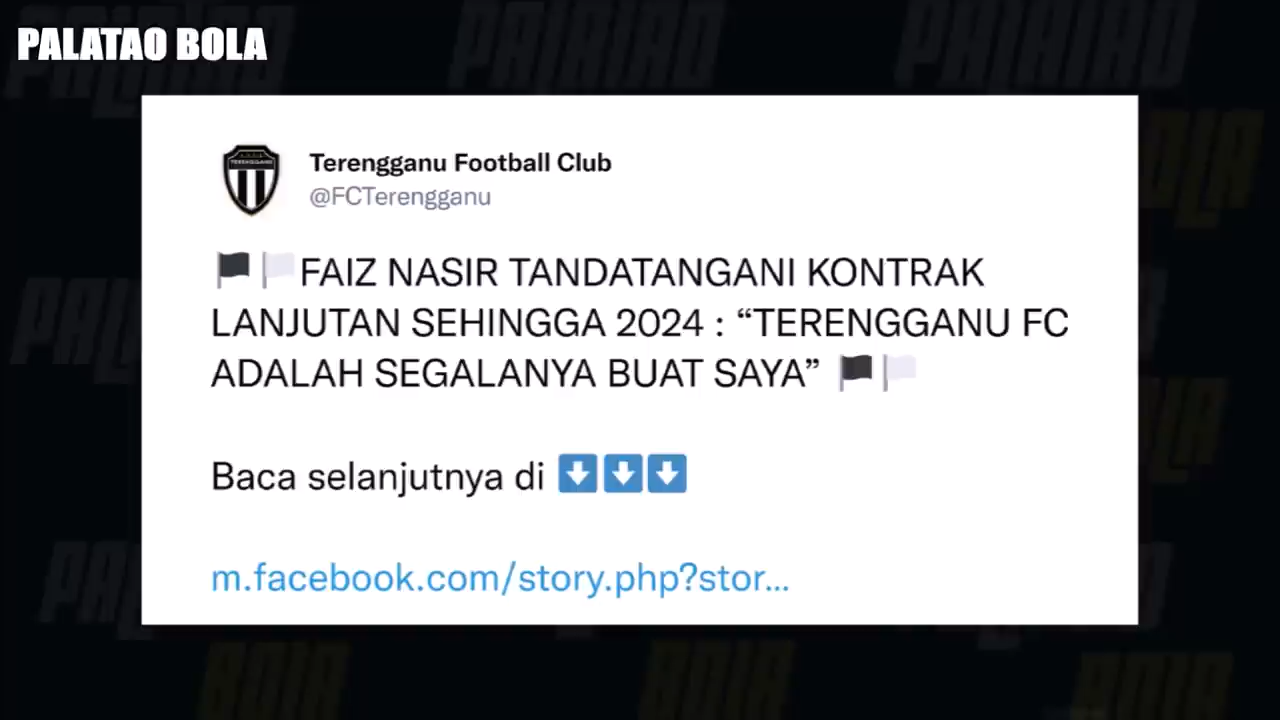 PALATAO BOLA
Terengganu Football Club
@FCTerengganu
🏴🏳FAIZ NASIR TANDATANGANI KONTRAK
LANJUTAN SEHINGGA 2024 : “TERENGGANU FC
ADALAH SEGALANYA BUAT SAYA” 🏴🏳
Baca selanjutnya di ⬇⬇⬇
m.facebook.com/story.php?stor...